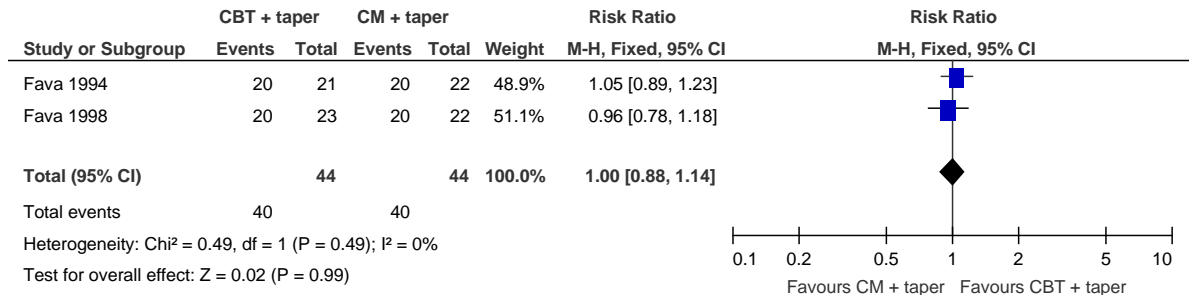 CBT + taper CM + taper Risk Ratio Risk Ratio
Study or Subgroup Events Total Events Total Weight M-H, Fixed, 95% CI M-H, Fixed, 95% CI
Fava 1994 20 21 20 22 48.9% 1.05 [0.89, 1.23]
Fava 1998 20 23 20 22 51.1% 0.96 [0.78, 1.18]
Total (95% CI) 44 44 100.0% 1.00 [0.88, 1.14]
Total events 40 40
Heterogeneity: Chi² = 0.49, df = 1 (P = 0.49); I² = 0%
Test for overall effect: Z = 0.02 (P = 0.99)
0.1 0.2 0.5 1 2 5 10
Favours CM + taper Favours CBT + taper